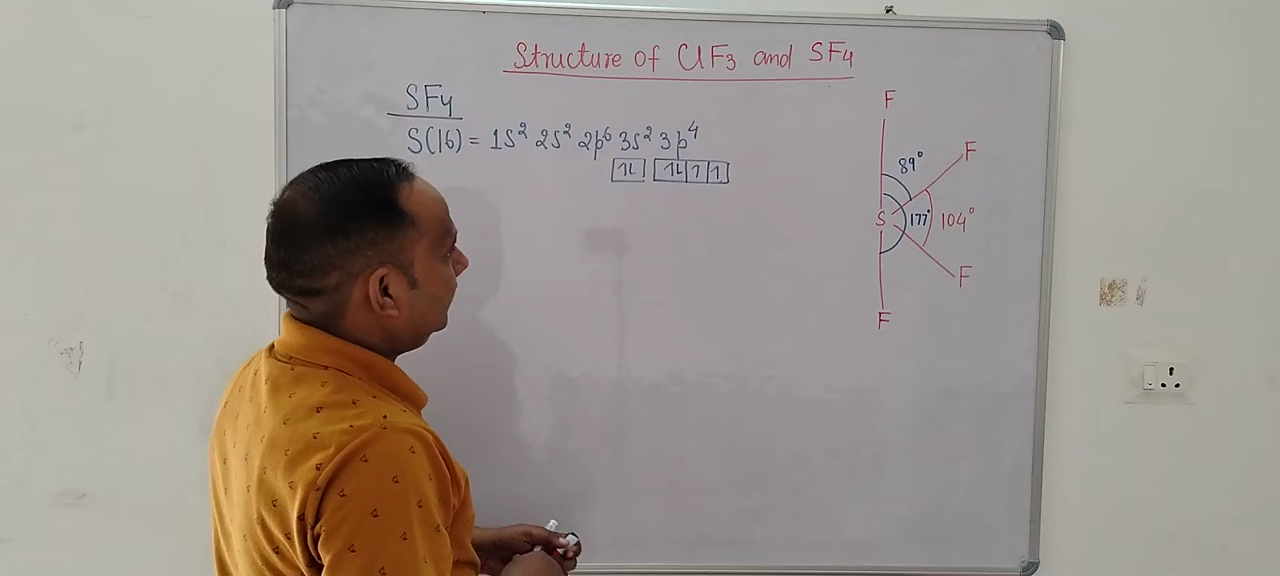 Structure of ClF3 and SF4
SF4
S(16) = 1s² 2s² 2p⁶ 3s² 3p⁴
1L 1L 1 1
F
89°
F
S
177°
104°
F
F